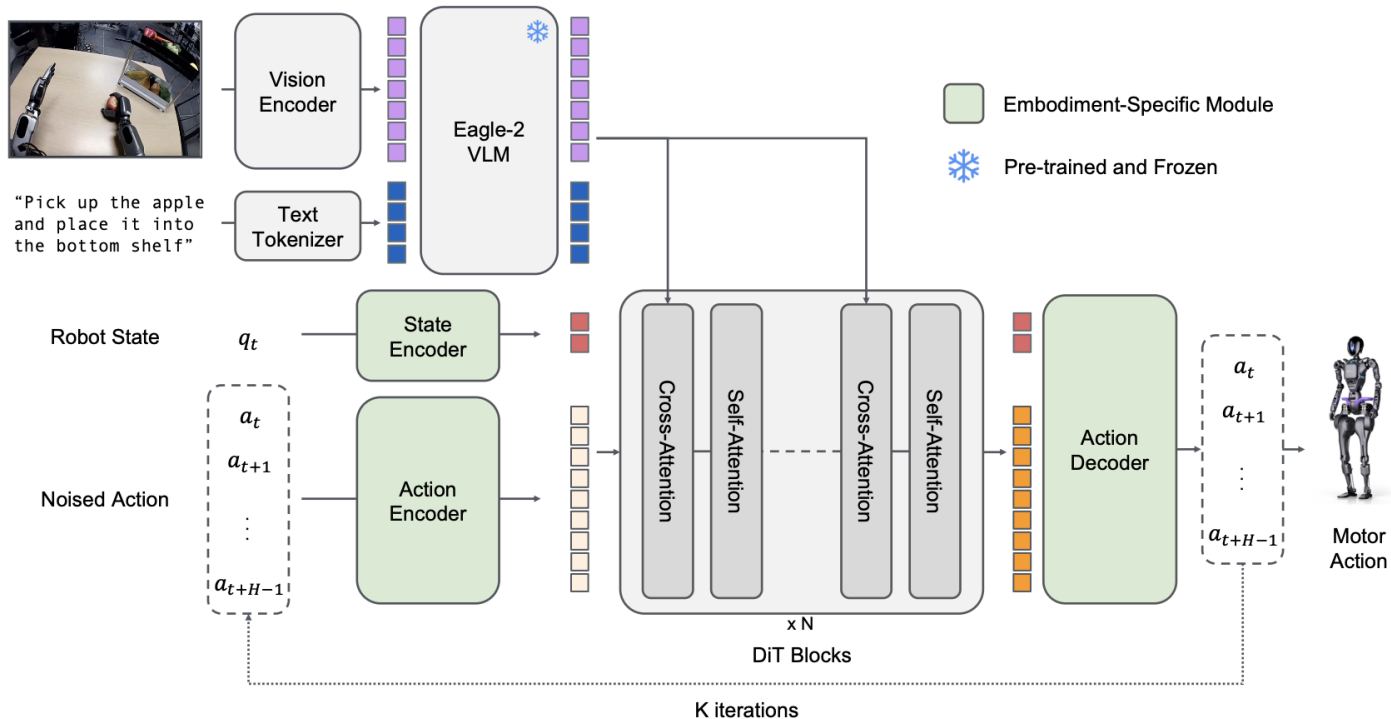 Vision
Encoder
Eagle-2
VLM
“Pick up the apple
and place it into
the bottom shelf”
Text
Tokenizer
Embodiment-Specific Module
Pre-trained and Frozen
Robot State
q_t
State
Encoder
Noised Action
a_t
a_{t+1}
⋮
a_{t+H−1}
Action
Encoder
Cross-Attention
Self-Attention
Cross-Attention
Self-Attention
x N
DiT Blocks
Action
Decoder
a_t
a_{t+1}
⋮
a_{t+H−1}
Motor
Action
K iterations